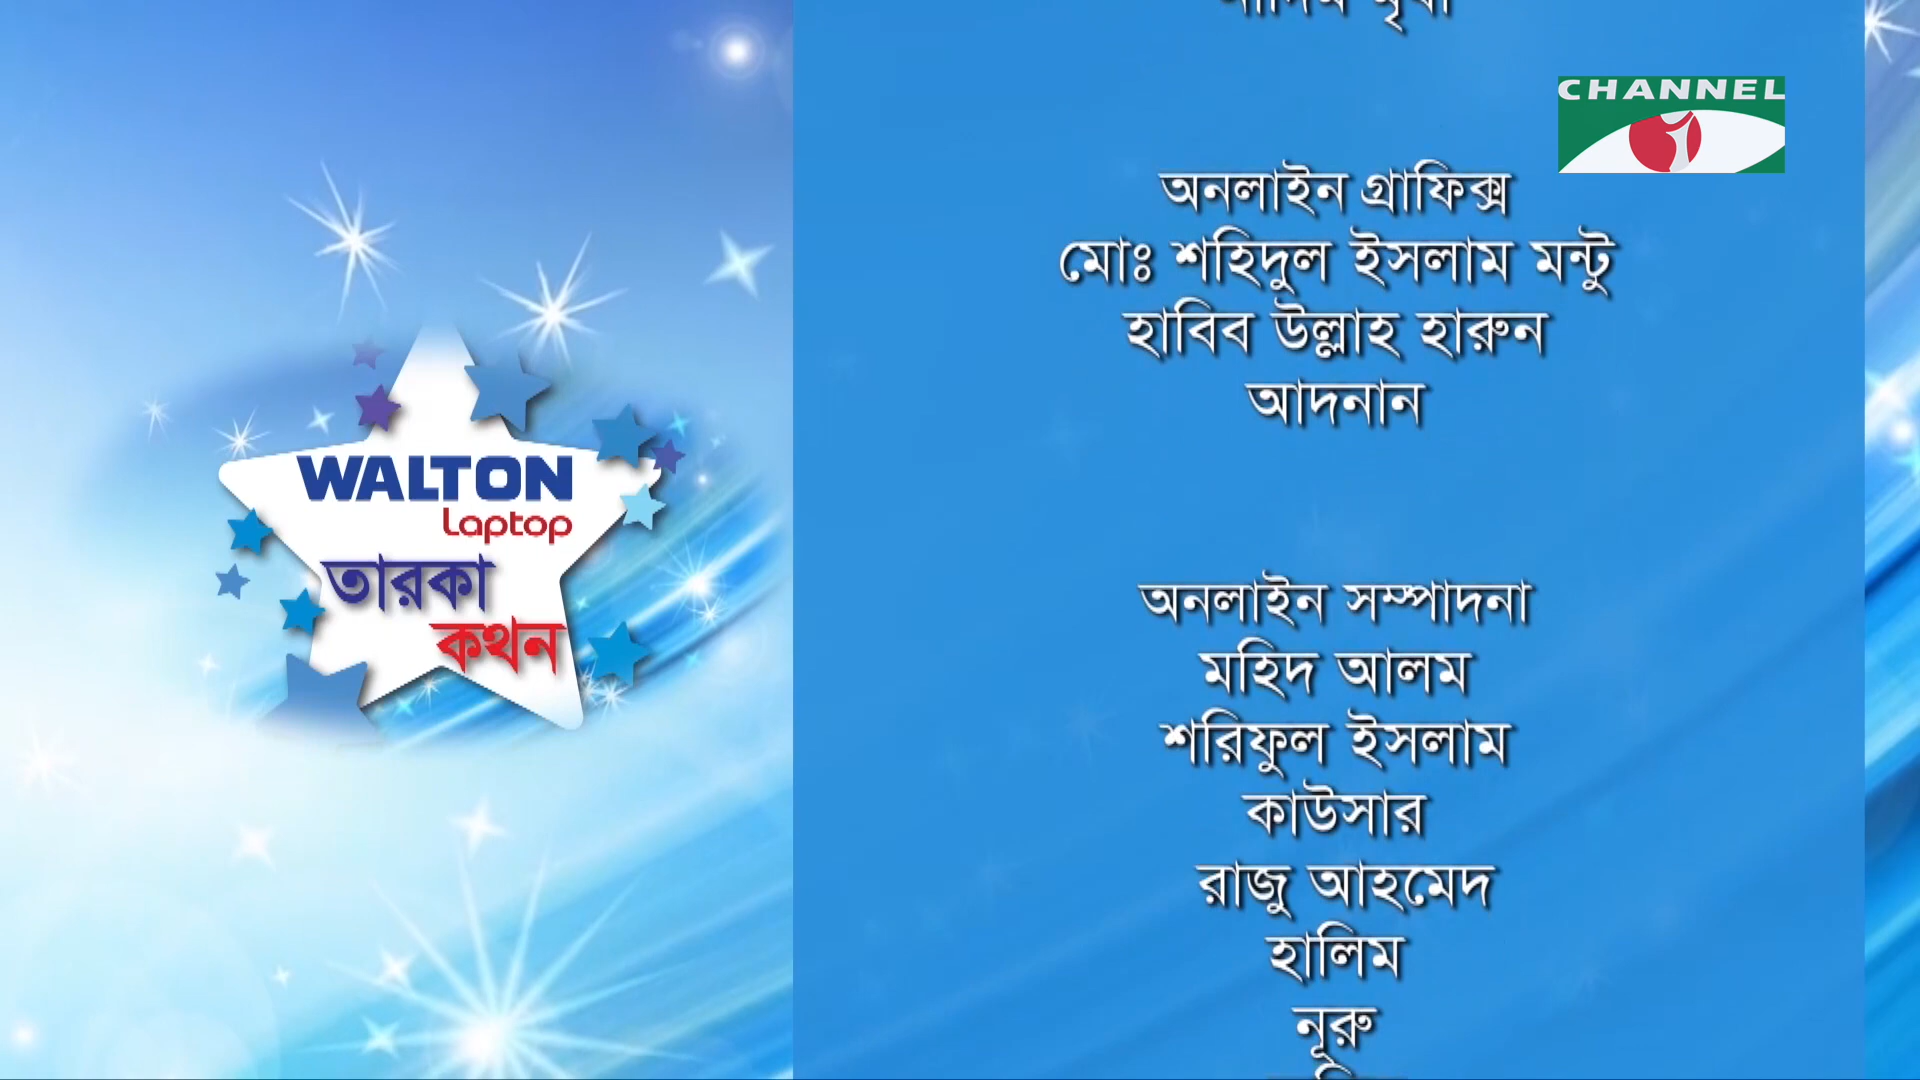 WALTON
Laptop
তারকা
কথন
CHANNEL
অনলাইন গ্রাফিক্স
মোঃ শহিদুল ইসলাম মন্টু
হাবিব উল্লাহ হারুন
আদনান
অনলাইন সম্পাদনা
মহিদ আলম
শরিফুল ইসলাম
কাউসার
রাজু আহমেদ
হালিম
নূরু